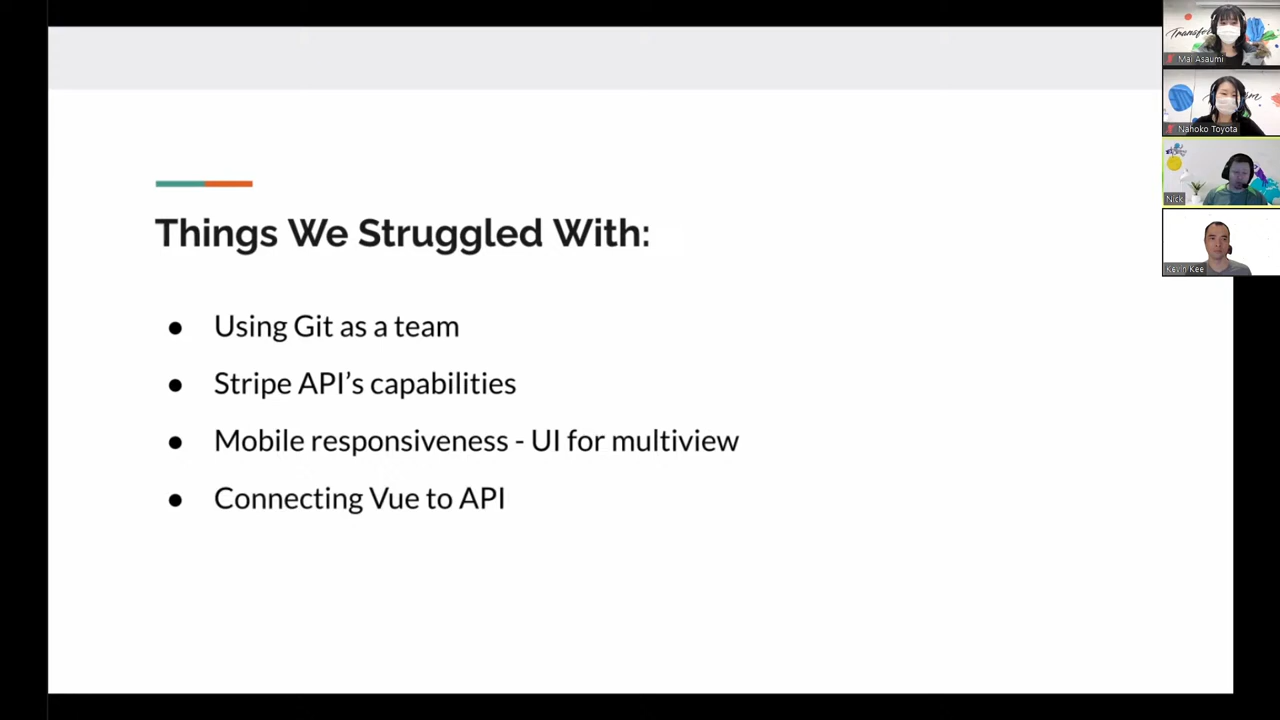 Things We Struggled With:
● Using Git as a team
● Stripe API’s capabilities
● Mobile responsiveness - UI for multiview
● Connecting Vue to API
Mai Asaumi
Nahoko Toyota
Nick
Kevin Kee